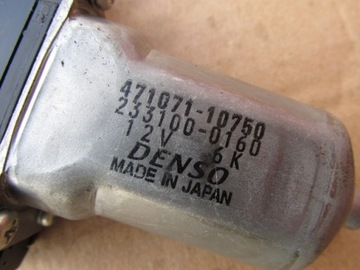 471071-10750
233100-0160
12V 6K
DENSO
MADE IN JAPAN